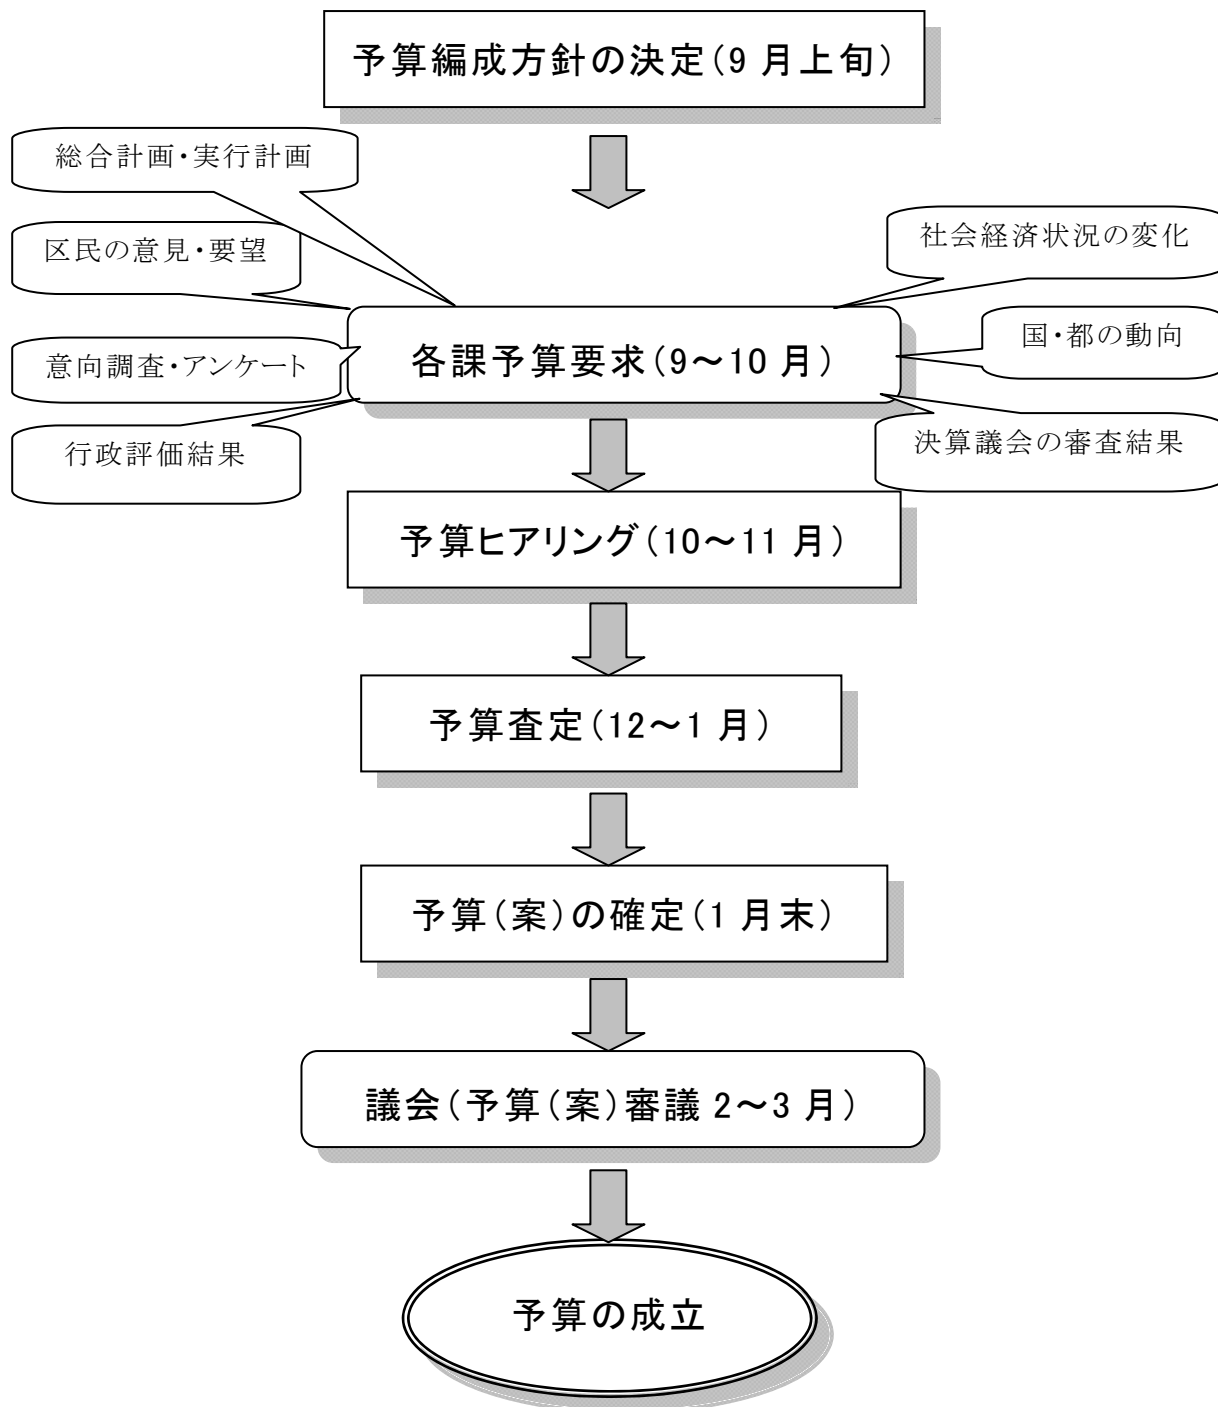 予算編成方針の決定(9月上旬)
総合計画・実行計画
区民の意見・要望
社会経済状況の変化
意向調査・アンケート
各課予算要求(9～10月)
国・都の動向
行政評価結果
決算議会の審査結果
予算ヒアリング(10～11月)
予算査定(12～1月)
予算(案)の確定(1月末)
議会(予算(案)審議2～3月)
予算の成立